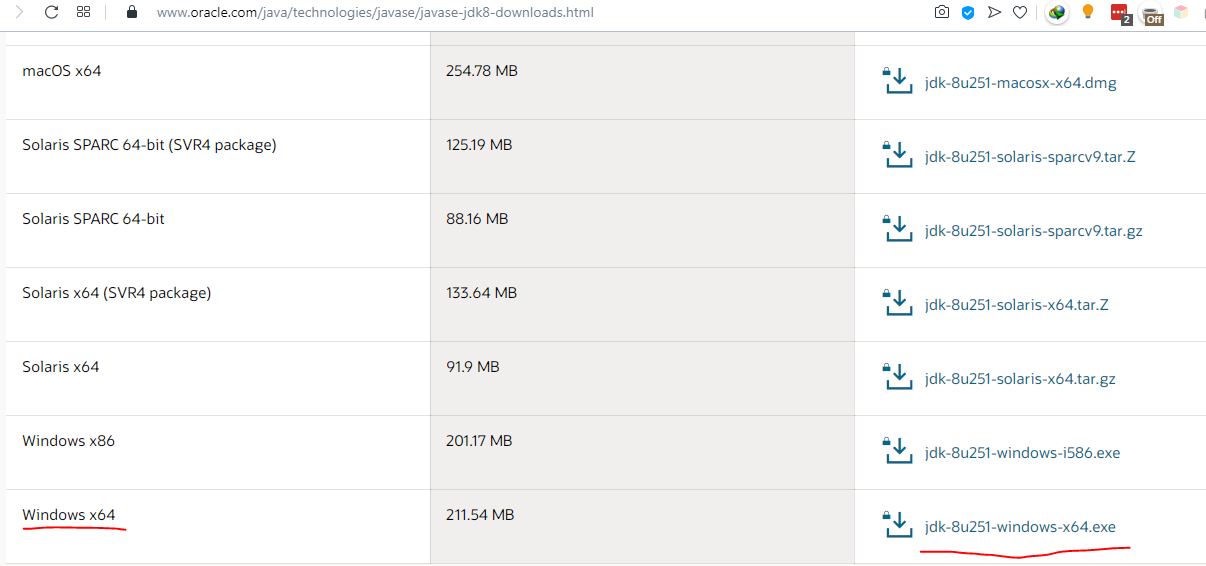 www.oracle.com/java/technologies/javase/javase-jdk8-downloads.html
2
Off
macOS x64 254.78 MB jdk-8u251-macosx-x64.dmg
Solaris SPARC 64-bit (SVR4 package) 125.19 MB jdk-8u251-solaris-sparcv9.tar.Z
Solaris SPARC 64-bit 88.16 MB jdk-8u251-solaris-sparcv9.tar.gz
Solaris x64 (SVR4 package) 133.64 MB jdk-8u251-solaris-x64.tar.Z
Solaris x64 91.9 MB jdk-8u251-solaris-x64.tar.gz
Windows x86 201.17 MB jdk-8u251-windows-i586.exe
Windows x64 211.54 MB jdk-8u251-windows-x64.exe